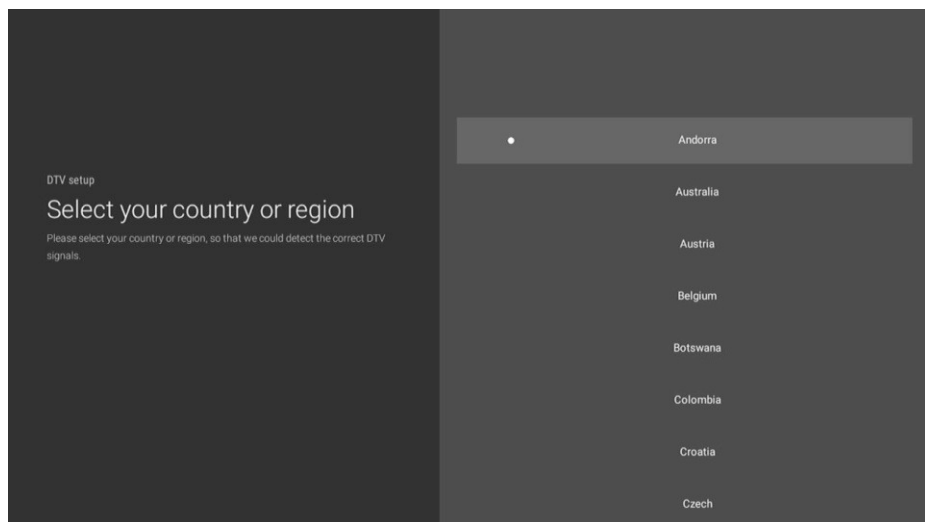 DTV setup
Select your country or region
Please select your country or region, so that we could detect the correct DTV
signals.
Andorra
Australia
Austria
Belgium
Botswana
Colombia
Croatia
Czech